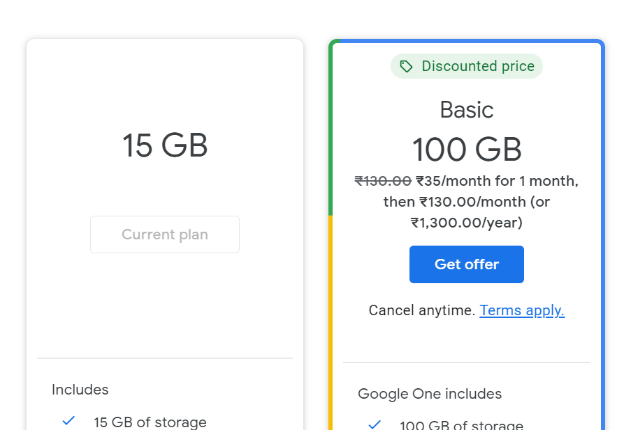 15 GB
Current plan
Includes
15 GB of storage
Discounted price
Basic
100 GB
₹130.00 ₹35/month for 1 month,
then ₹130.00/month (or
₹1,300.00/year)
Get offer
Cancel anytime. Terms apply.
Google One includes
100 GB of storage